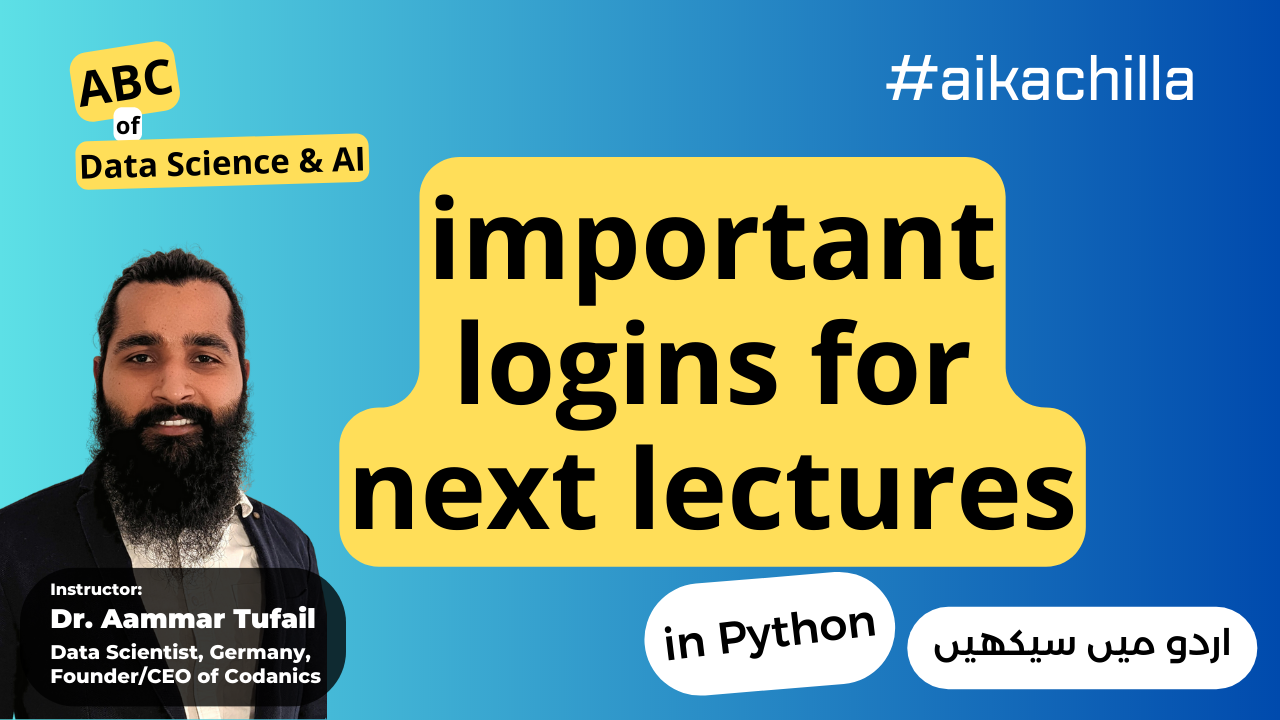 ABC
of
Data Science & AI
#aikachilla
important
logins for
next lectures
Instructor:
Dr. Aammar Tufail
Data Scientist, Germany,
Founder/CEO of Codanics
in Python
اردو میں سیکھیں